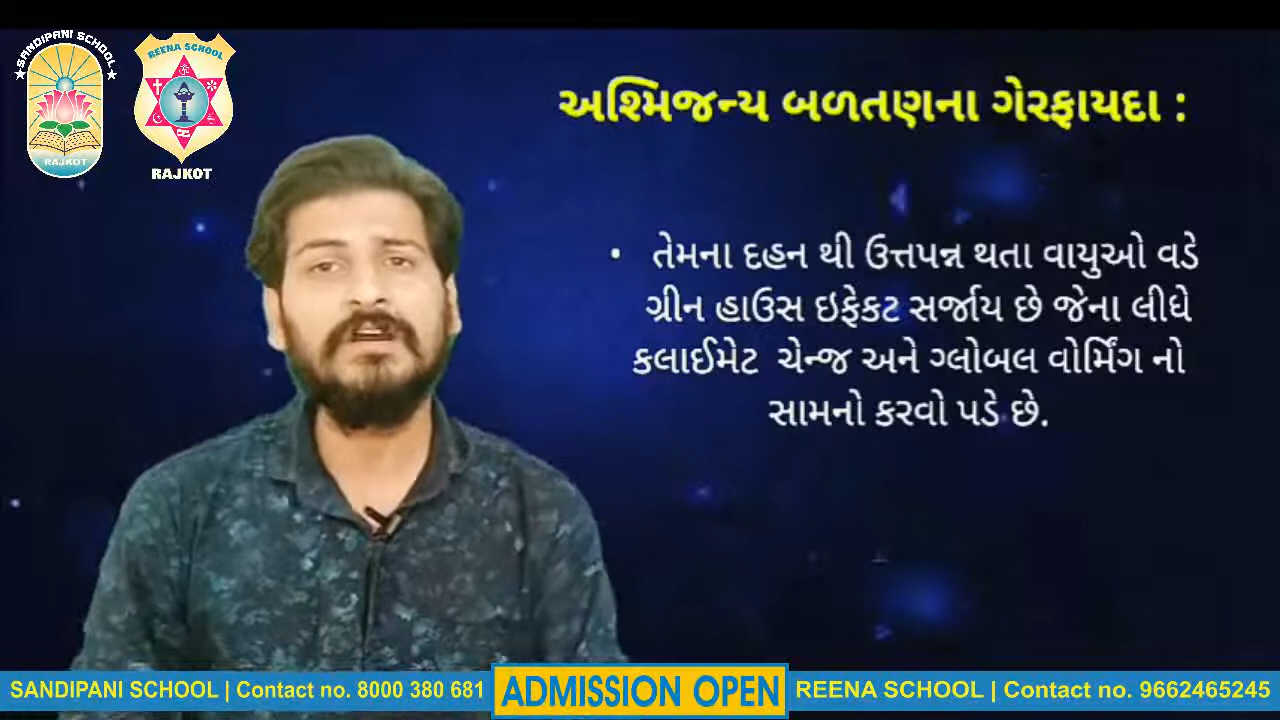 SANDIPANI SCHOOL
RAJKOT
REENA SCHOOL
RAJKOT
અશ્મિજન્ય બળતણના ગેરફાયદા :
• તેમના દહન થી ઉત્તપન્ન થતા વાયુઓ વડે
ગ્રીન હાઉસ ઇફેકટ સર્જાય છે જેના લીધે
કલાઈમેટ ચેન્જ અને ગ્લોબલ વોર્મિંગ નો
સામનો કરવો પડે છે.
SANDIPANI SCHOOL | Contact no. 8000 380 681
ADMISSION OPEN
REENA SCHOOL | Contact no. 9662465245